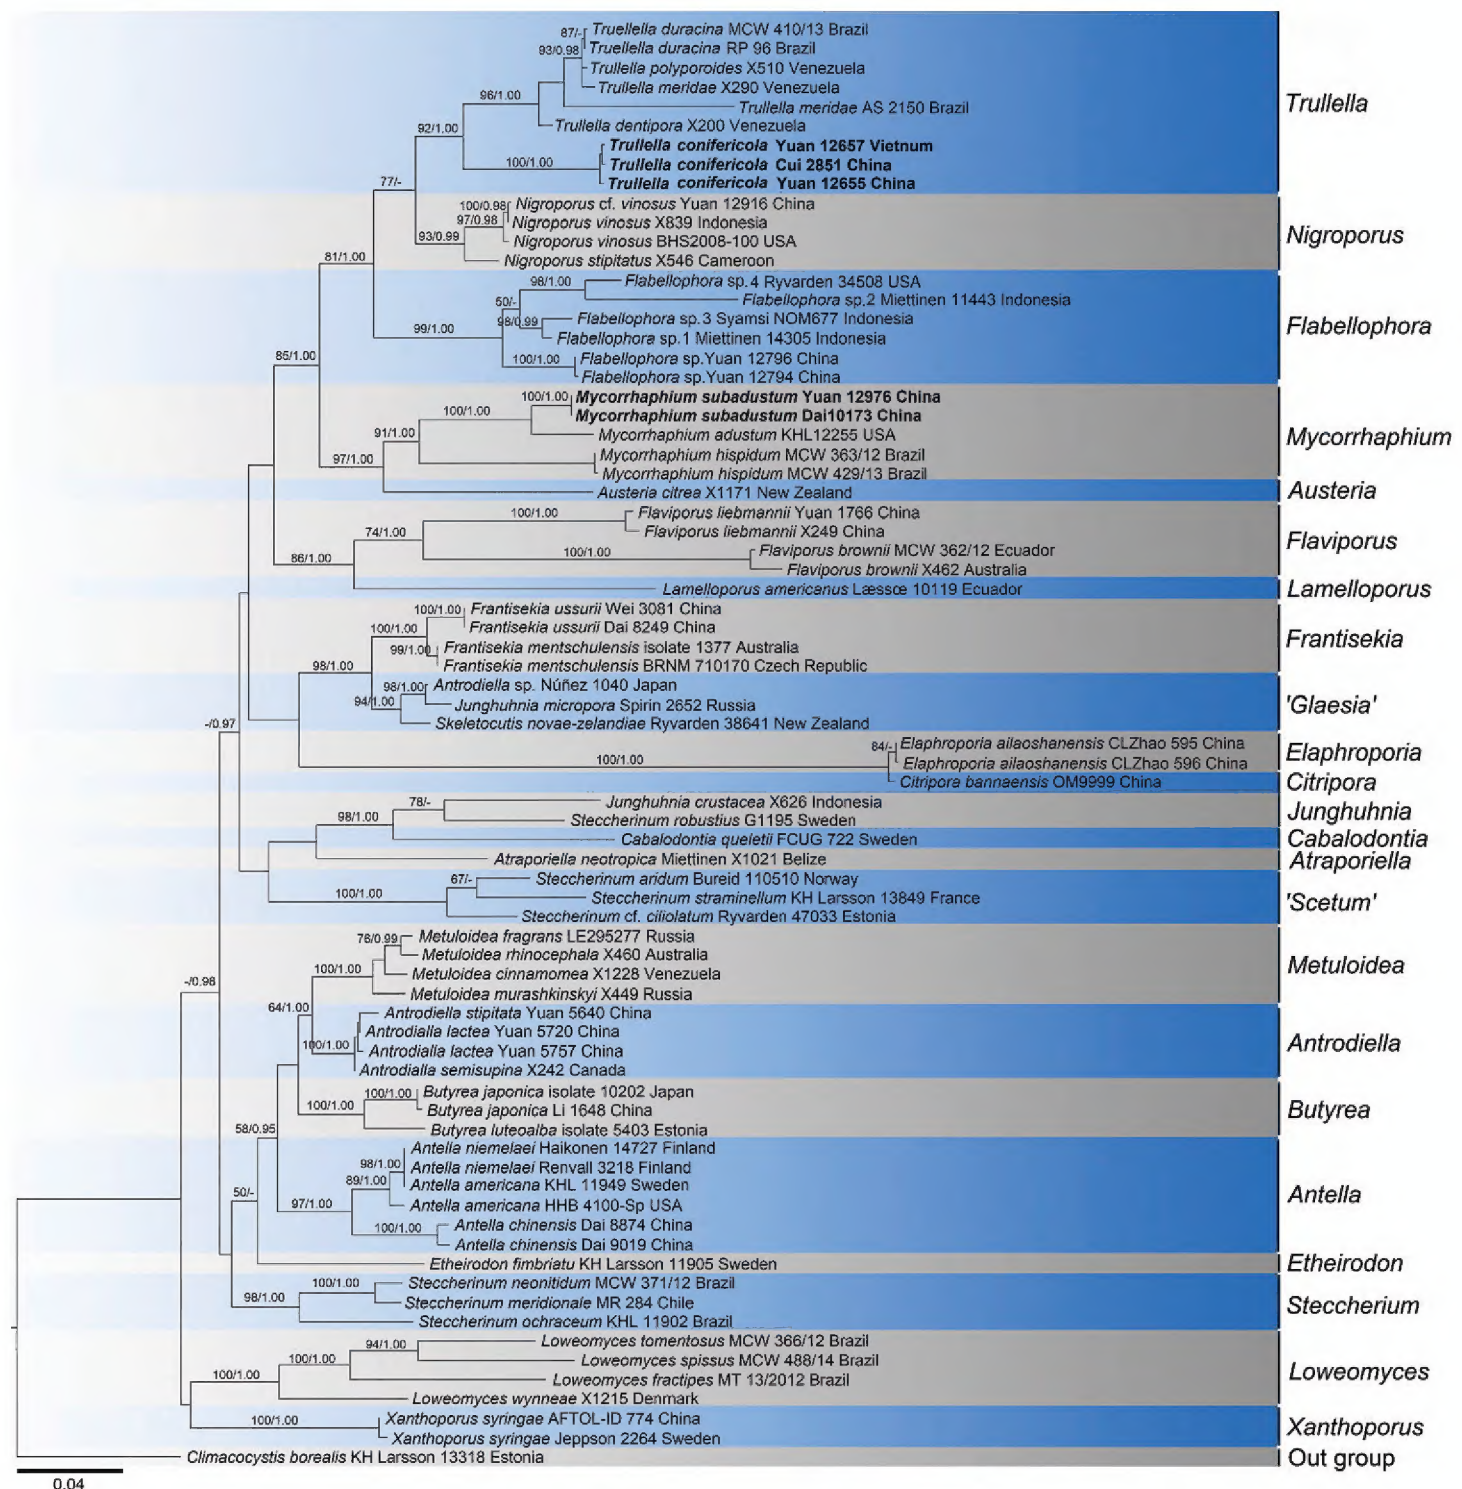 87/-
Truellella duracina MCW 410/13 Brazil
93/0.98
Truellella duracina RP 96 Brazil
Trullella polyporoides X510 Venezuela
Trullella meridae X290 Venezuela
96/1.00
Trullella meridae AS 2150 Brazil
Trullella
92/1.00
Trullella dentipora X200 Venezuela
Trullella conifericola Yuan 12657 Vietnum
100/1.00
Trullella conifericola Cui 2851 China
77/-
Trullella conifericola Yuan 12655 China
100/0.98
Nigroporus cf. vinosus Yuan 12916 China
97/0.98
Nigroporus vinosus X839 Indonesia
93/0.99
Nigroporus vinosus BHS2008-100 USA
Nigroporus
81/1.00
Nigroporus stipitatus X546 Cameroon
98/1.00
Flabellophora sp.4 Ryvarden 34508 USA
50/-
Flabellophora sp.2 Miettinen 11443 Indonesia
98/0.99
Flabellophora sp.3 Syamsi NOM677 Indonesia
99/1.00
Flabellophora sp.1 Miettinen 14305 Indonesia
Flabellophora
85/1.00
100/1.00
Flabellophora sp.Yuan 12796 China
Flabellophora sp.Yuan 12794 China
100/1.00
Mycorrhaphium subadustum Yuan 12976 China
100/1.00
Mycorrhaphium subadustum Dai10173 China
91/1.00
Mycorrhaphium adustum KHL12255 USA
Mycorrhaphium
97/1.00
Mycorrhaphium hispidum MCW 363/12 Brazil
Mycorrhaphium hispidum MCW 429/13 Brazil
Austeria citrea X1171 New Zealand
Austeria
100/1.00
Flaviporus liebmannii Yuan 1766 China
74/1.00
Flaviporus liebmannii X249 China
Flaviporus
86/1.00
100/1.00
Flaviporus brownii MCW 362/12 Ecuador
Flaviporus brownii X462 Australia
Lamelloporus americanus Læssœ 10119 Ecuador
Lamelloporus
100/1.00
Frantisekia ussurii Wei 3081 China
100/1.00
Frantisekia ussurii Dai 8249 China
99/1.00
Frantisekia mentschulensis isolate 1377 Australia
Frantisekia
98/1.00
Frantisekia mentschulensis BRNM 710170 Czech Republic
98/1.00
Antrodiella sp. Núñez 1040 Japan
94/1.00
Junghuhnia micropora Spirin 2652 Russia
'Glaesia'
-/0.97
Skeletocutis novae-zelandiae Ryvarden 38641 New Zealand
84/-
Elaphroporia ailaoshanensis CLZhao 595 China
100/1.00
Elaphroporia ailaoshanensis CLZhao 596 China
Elaphroporia
Citripora bannaensis OM9999 China
Citripora
78/-
Junghuhnia crustacea X626 Indonesia
98/1.00
Steccherinum robustius G1195 Sweden
Junghuhnia
Cabalodontia queletii FCUG 722 Sweden
Cabalodontia
Atraporiella neotropica Miettinen X1021 Belize
Atraporiella
67/-
Steccherinum aridum Bureid 110510 Norway
100/1.00
Steccherinum straminellum KH Larsson 13849 France
'Scetum'
Steccherinum cf. ciliolatum Ryvarden 47033 Estonia
76/0.99
Metuloidea fragrans LE295277 Russia
Metuloidea rhinocephala X460 Australia
100/1.00
Metuloidea cinnamomea X1228 Venezuela
Metuloidea
-/0.98
Metuloidea murashkinskyi X449 Russia
64/1.00
Antrodiella stipitata Yuan 5640 China
Antrodialla lactea Yuan 5720 China
100/1.00
Antrodialla lactea Yuan 5757 China
Antrodiella
Antrodialla semisupina X242 Canada
100/1.00
Butyrea japonica isolate 10202 Japan
100/1.00
Butyrea japonica Li 1648 China
Butyrea
58/0.95
Butyrea luteoalba isolate 5403 Estonia
Antella niemelaei Haikonen 14727 Finland
98/1.00
Antella niemelaei Renvall 3218 Finland
89/1.00
Antella americana KHL 11949 Sweden
50/-
97/1.00
Antella americana HHB 4100-Sp USA
Antella
100/1.00
Antella chinensis Dai 8874 China
Antella chinensis Dai 9019 China
Etheirodon fimbriatu KH Larsson 11905 Sweden
Etheirodon
100/1.00
Steccherinum neonitidum MCW 371/12 Brazil
98/1.00
Steccherinum meridionale MR 284 Chile
Steccherium
Steccherinum ochraceum KHL 11902 Brazil
94/1.00
Loweomyces tomentosus MCW 366/12 Brazil
100/1.00
Loweomyces spissus MCW 488/14 Brazil
100/1.00
Loweomyces fractipes MT 13/2012 Brazil
Loweomyces
Loweomyces wynneae X1215 Denmark
100/1.00
Xanthoporus syringae AFTOL-ID 774 China
Xanthoporus
Xanthoporus syringae Jeppson 2264 Sweden
Climacocystis borealis KH Larsson 13318 Estonia
Out group
0.04